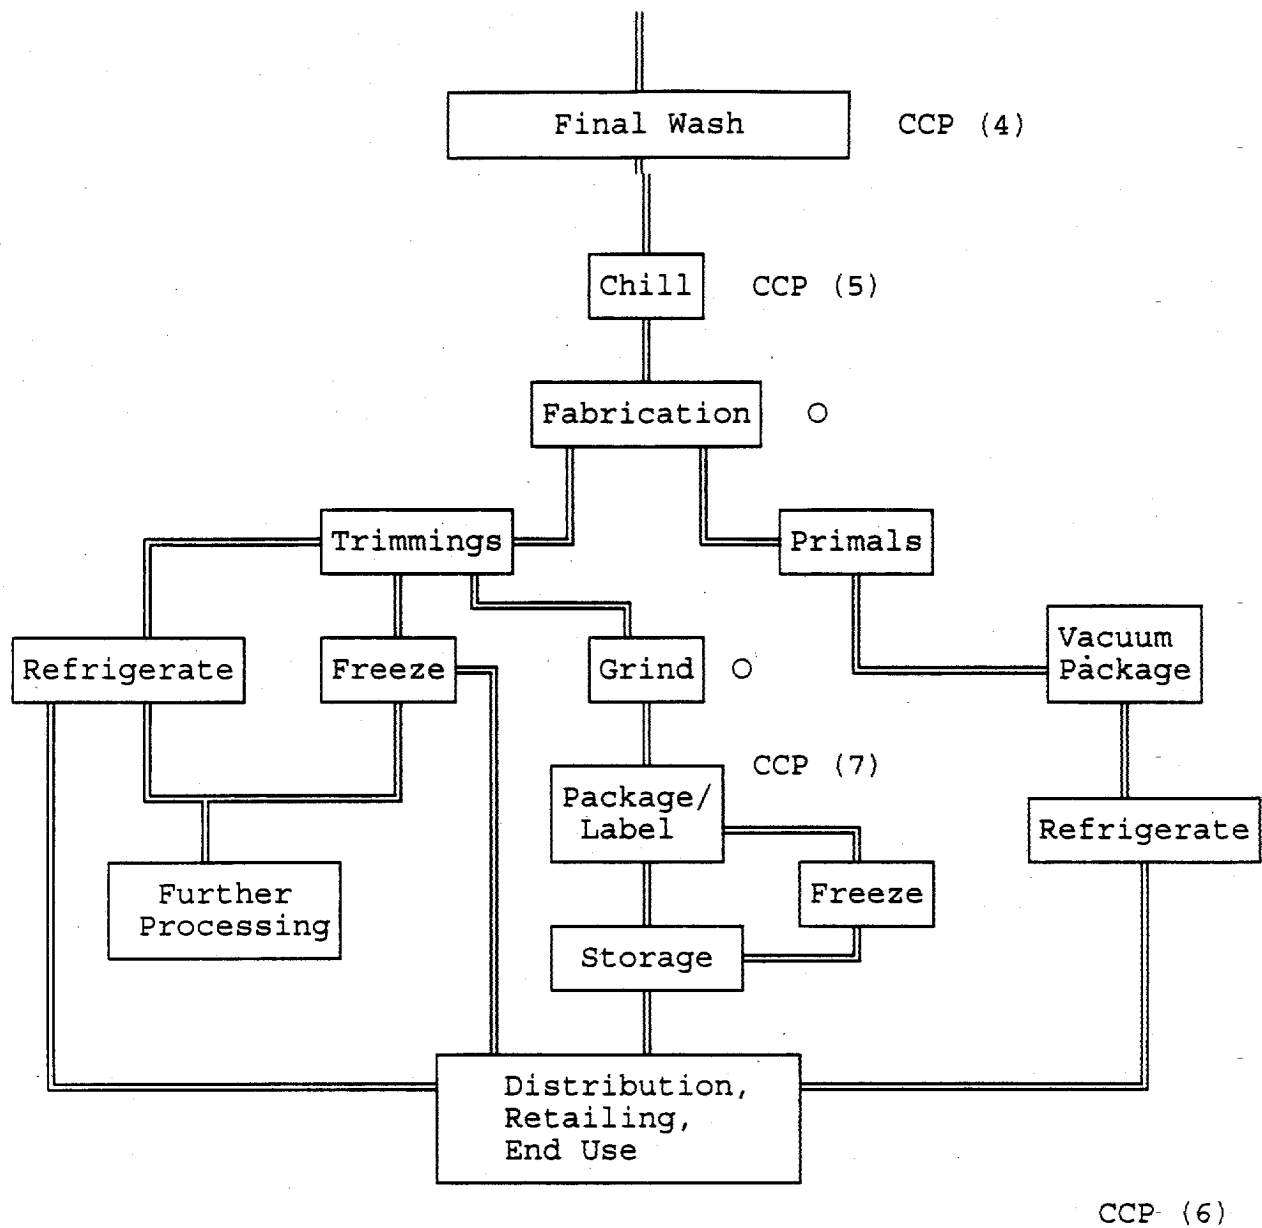 Final Wash CCP (4)
Chill CCP (5)
Fabrication ○
Trimmings
Primals
Refrigerate
Freeze
Grind ○
Vacuum
Package
CCP (7)
Package/
Label
Refrigerate
Further
Processing
Freeze
Storage
Distribution,
Retailing,
End Use
CCP (6)